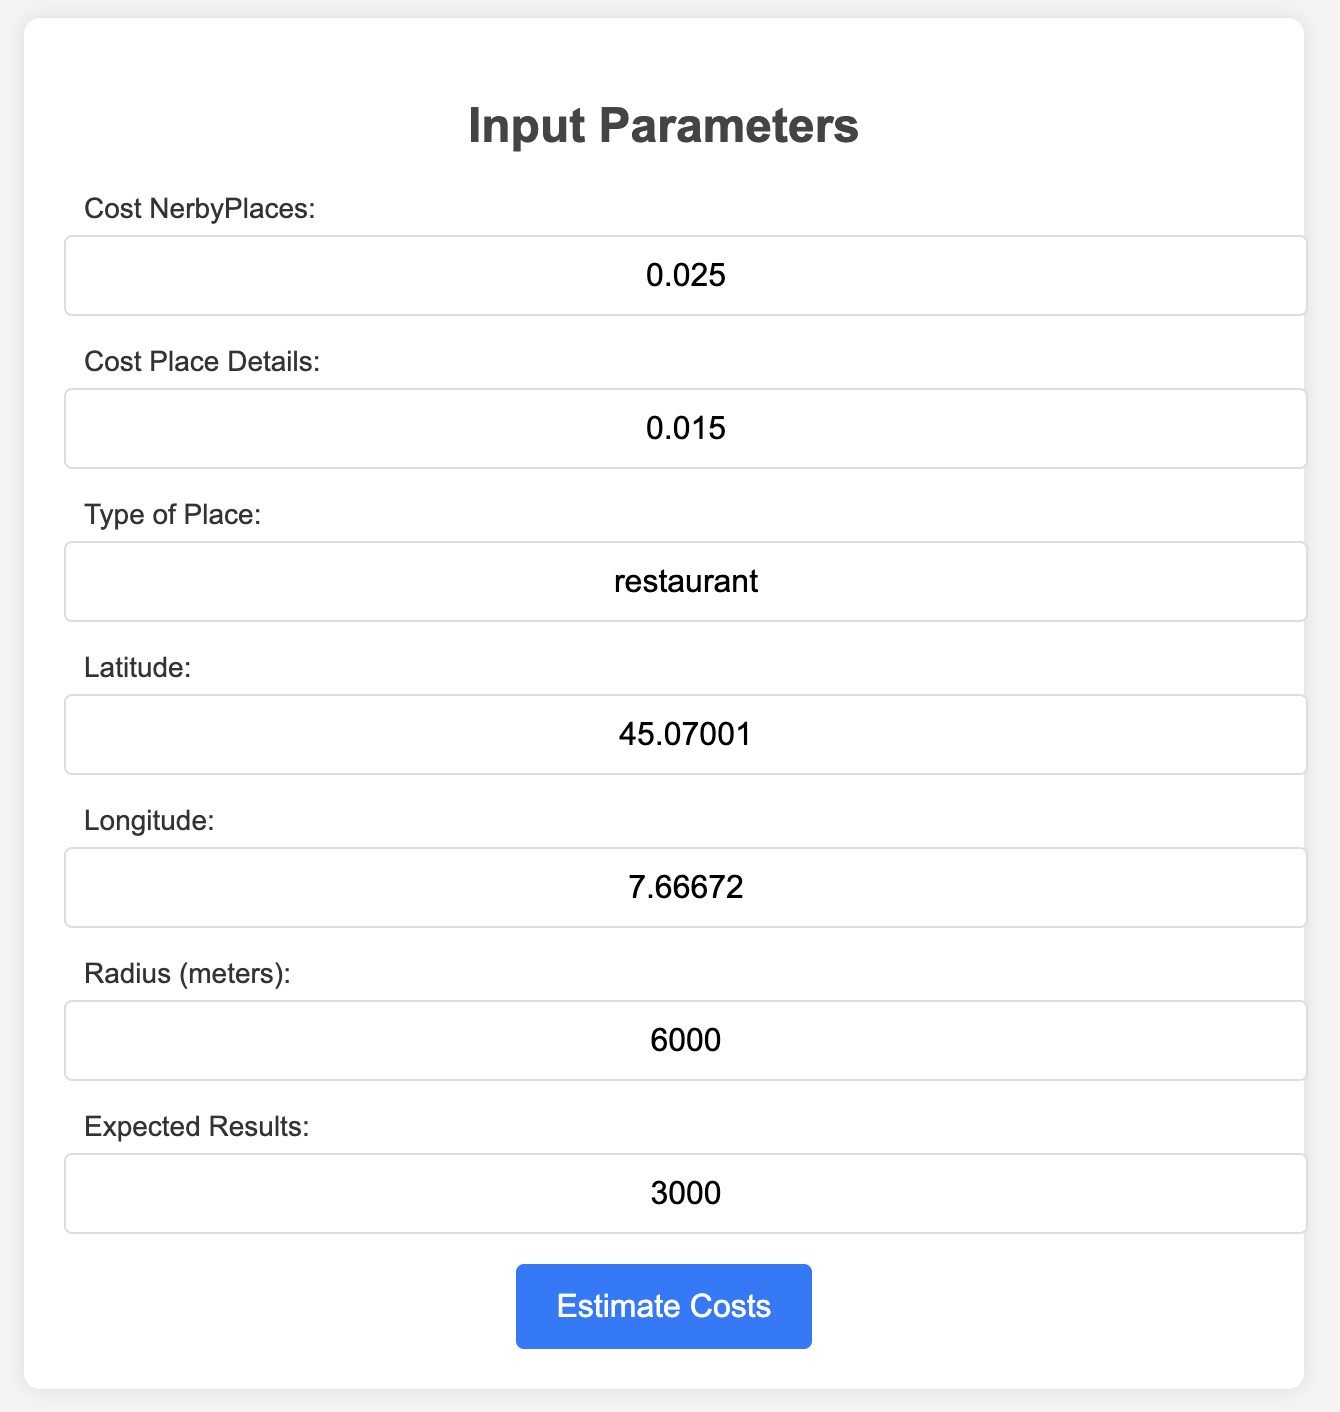 Input Parameters
Cost NerbyPlaces:
0.025
Cost Place Details:
0.015
Type of Place:
restaurant
Latitude:
45.07001
Longitude:
7.66672
Radius (meters):
6000
Expected Results:
3000
Estimate Costs